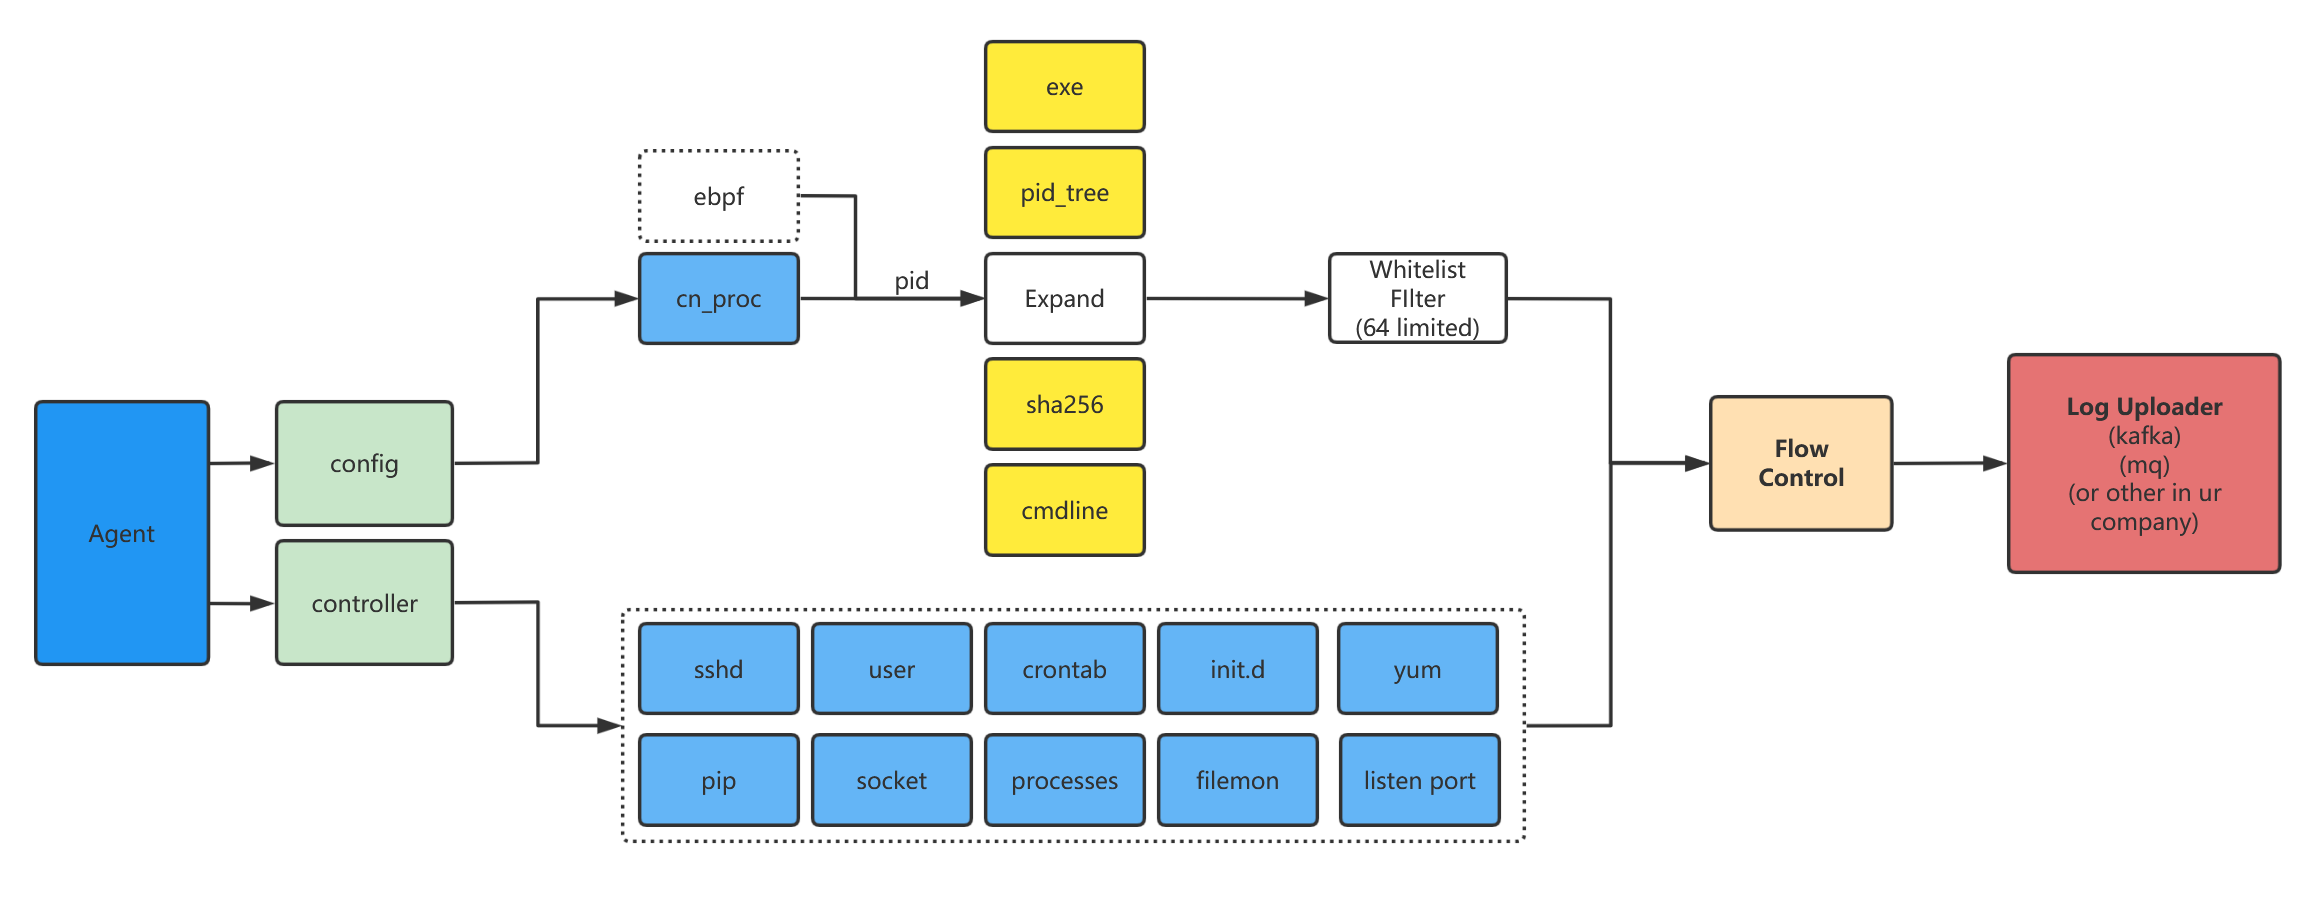 exe
pid_tree
ebpf
cn_proc
pid
Expand
Whitelist
FIlter
(64 limited)
sha256
cmdline
Agent
config
controller
sshd
user
crontab
init.d
yum
pip
socket
processes
filemon
listen port
Flow
Control
Log Uploader
(kafka)
(mq)
(or other in ur
company)